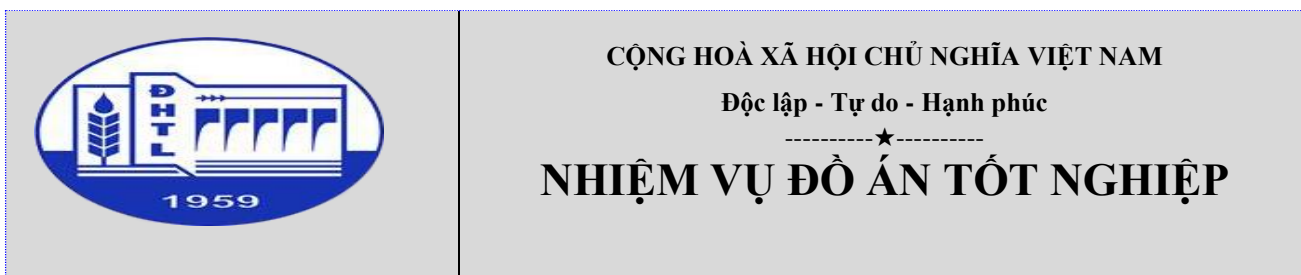 ĐHTL
1959
CỘNG HOÀ XÃ HỘI CHỦ NGHĨA VIỆT NAM
Độc lập - Tự do - Hạnh phúc
----------★----------
NHIỆM VỤ ĐỒ ÁN TỐT NGHIỆP